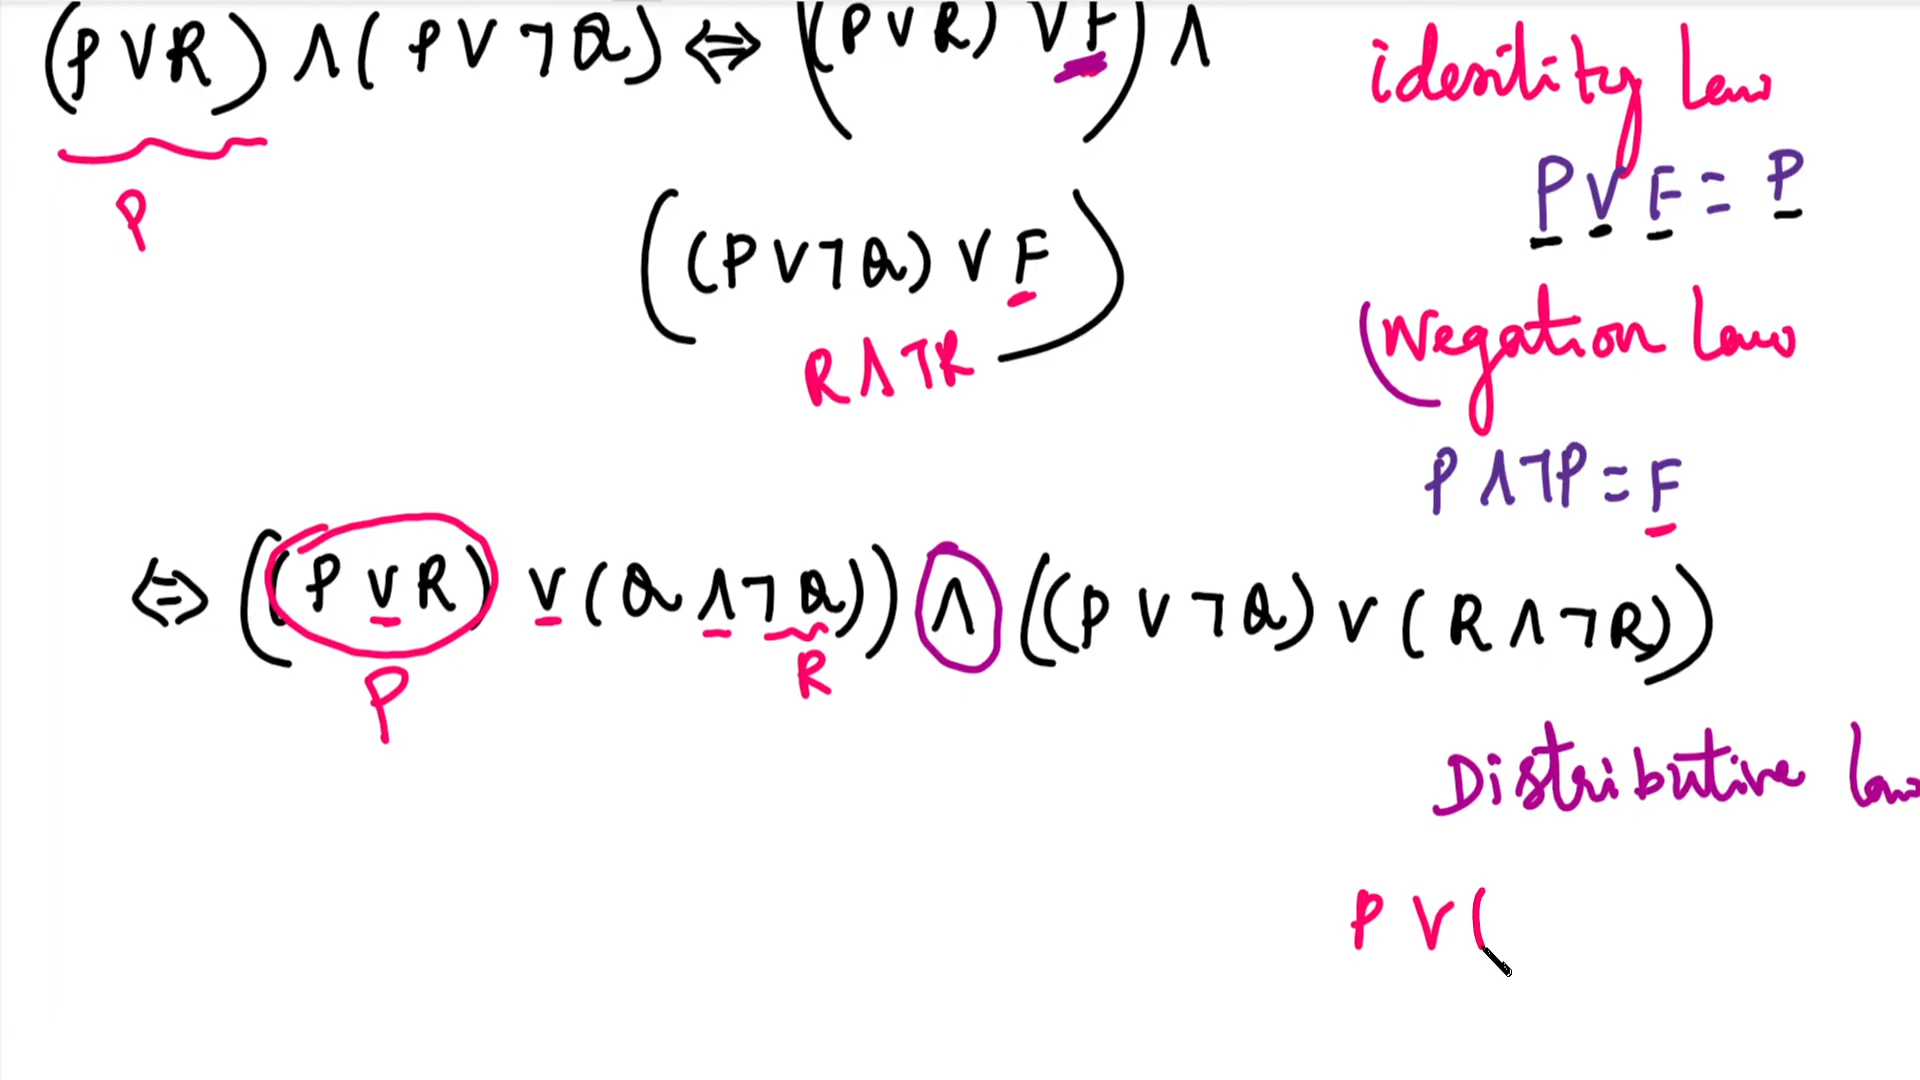 (P ∨ R) ∧ (P ∨ ¬ Q) ⇔ ((P ∨ R) ∨ F) ∧
P
((P ∨ ¬ Q) ∨ F)
R ∧ ¬R
identity law
P ∨ F = P
(Negation law
P ∧ ¬P = F
⇔ ((P ∨ R) ∨ (Q ∧ ¬ Q)) ∧ ((P ∨ ¬ Q) ∨ (R ∧ ¬ R))
P
R
Distributive law
P ∨ (